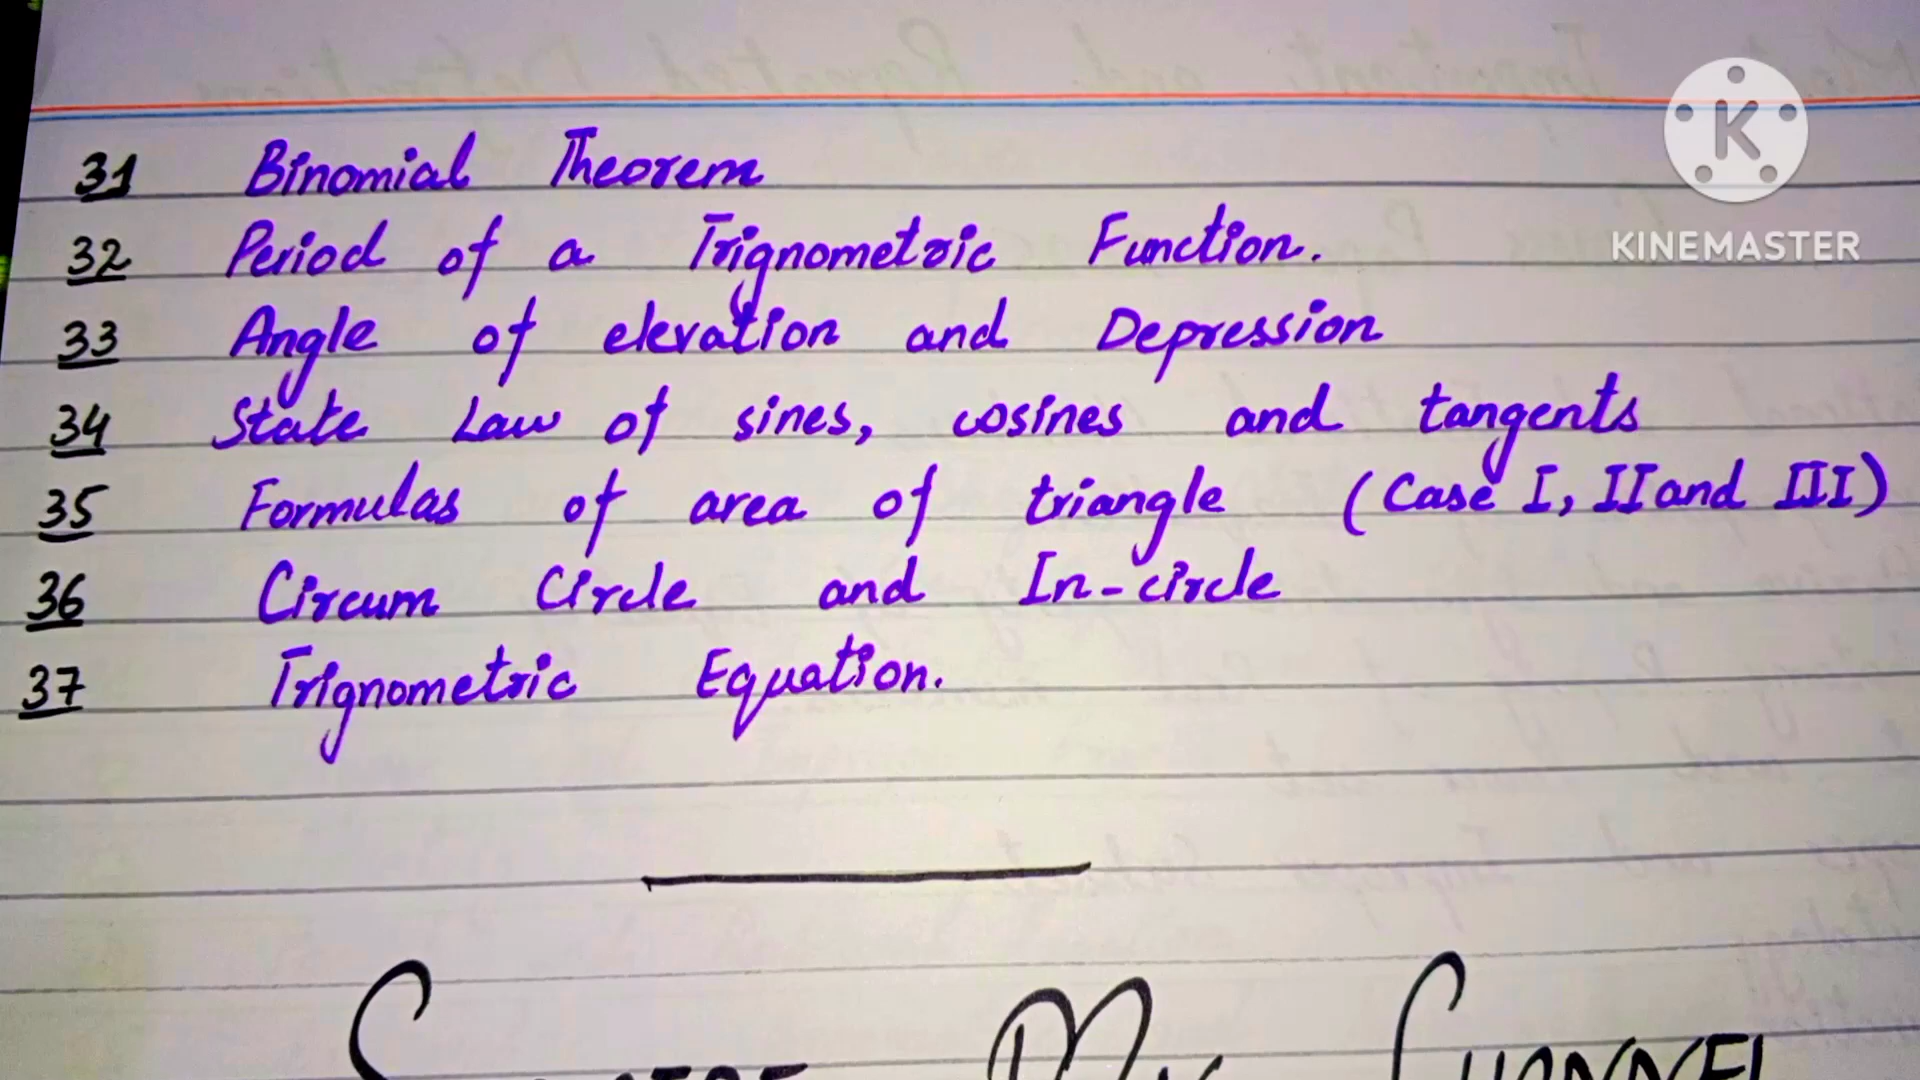 31 Binomial Theorem
32 Period of a Trignometric Function.
33 Angle of elevation and Depression
34 State Law of sines, cosines and tangents
35 Formulas of area of triangle (Case I, II and III)
36 Circum Circle and In-circle
37 Trignometric Equation.
My CHANNEL
K
KINEMASTER